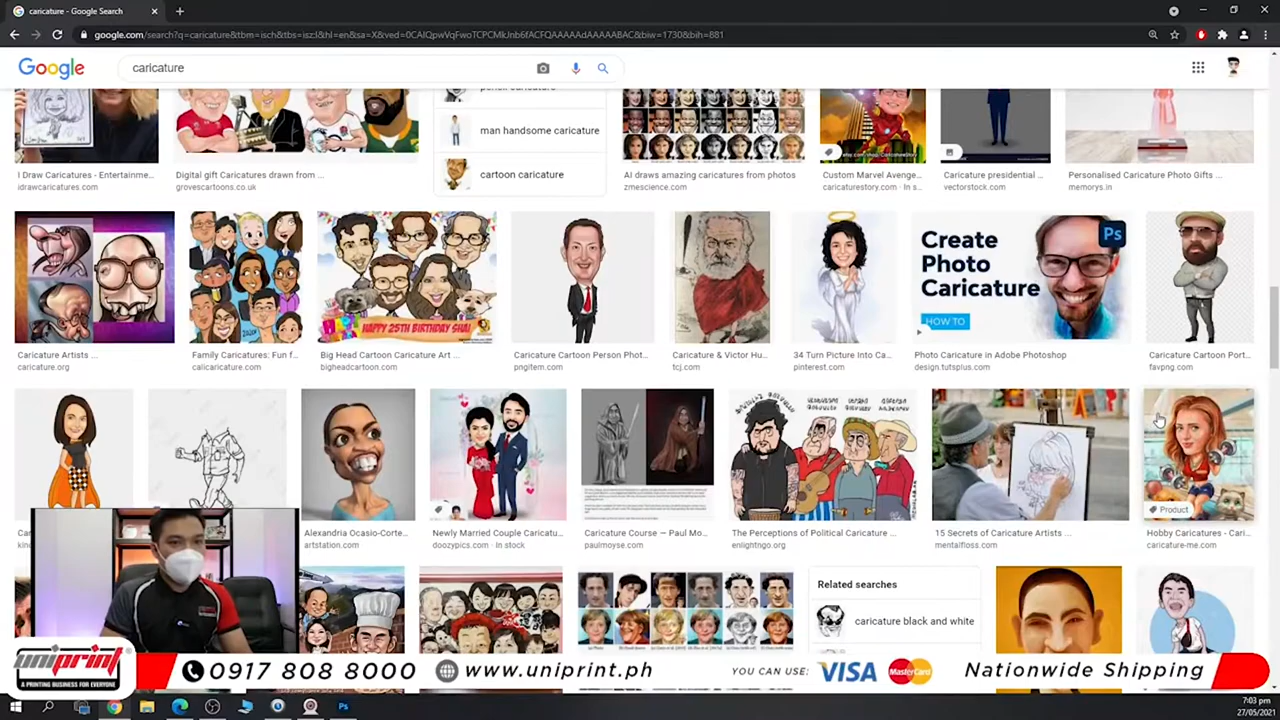 caricature - Google Search
google.com/search?q=caricature&tbm=isch&tbs=isz:l&hl=en&sa=X&ved=0CAIQpwVqFwoTCPCMkJnb6fACFQAAAAAdAAAAABAC&biw=1730&bih=881
Google
caricature
man handsome caricature
cartoon caricature
I Draw Caricatures - Entertainme...
Digital gift Caricatures drawn from ...
AI draws amazing caricatures from photos
Custom Marvel Avenge...
Caricature presidential ...
Personalised Caricature Photo Gifts ...
idrawcaricatures.com
grovescartoons.co.uk
zmescience.com
caricaturestory.com · In s...
vectorstock.com
memorys.in
HAPPY 25TH BIRTHDAY SHA!
Create
Photo
Caricature
HOW TO
Ps
Caricature Artists ...
Family Caricatures: Fun f...
Big Head Cartoon Caricature Art ...
Caricature Cartoon Person Phot...
Caricature & Victor Hu...
34 Turn Picture Into Ca...
Photo Caricature in Adobe Photoshop
Caricature Cartoon Port...
caricature.org
calicaricature.com
bigheadcartoon.com
pngitem.com
tcj.com
pinterest.com
design.tutsplus.com
favpng.com
Product
Alexandria Ocasio-Corte...
Newly Married Couple Caricatu...
Caricature Course — Paul Mo...
The Perceptions of Political Caricature ...
15 Secrets of Caricature Artists ...
Hobby Caricatures - Cari...
artstation.com
doozypics.com · In stock
paulmoyse.com
enlightngo.org
mentalfloss.com
caricature-me.com
Related searches
caricature black and white
uniprint
A PRINTING BUSINESS FOR EVERYONE
0917 808 8000
www.uniprint.ph
YOU CAN USE:
VISA
MasterCard
Nationwide Shipping
7:03 pm
27/05/2021